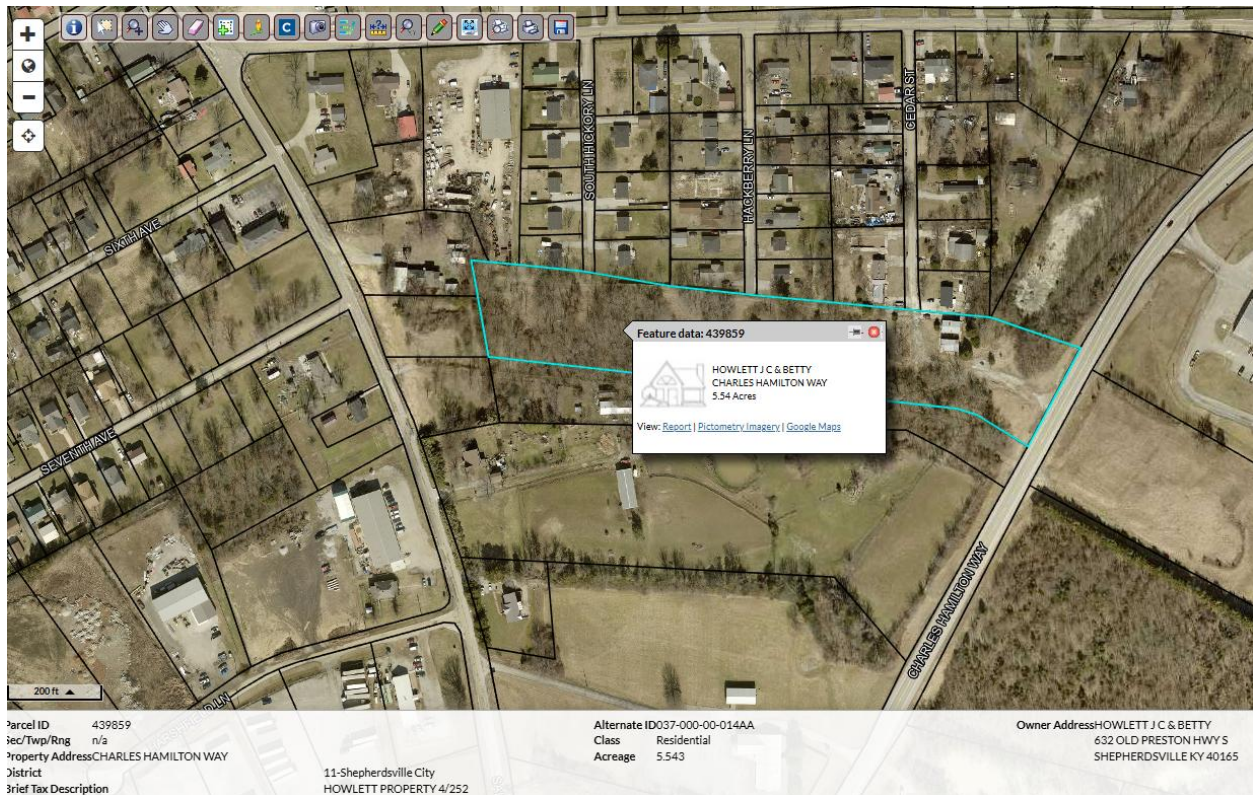 C
SOUTH HICKORY LN
HACKBERRY LN
CEDAR ST
SIXTH AVE
SEVENTH AVE
CHARLES HAMILTON WAY
Feature data: 439859
HOWLETT J C & BETTY
CHARLES HAMILTON WAY
5.54 Acres
View: Report | Pictometry Imagery | Google Maps
200 ft
Parcel ID 439859
Sec/Twp/Rng n/a
Property Address CHARLES HAMILTON WAY
District 11-Shepherdsville City
Brief Tax Description HOWLETT PROPERTY 4/252
Alternate ID 037-000-00-014AA
Class Residential
Acreage 5.543
Owner Address HOWLETT J C & BETTY
632 OLD PRESTON HWY S
SHEPHERDSVILLE KY 40165